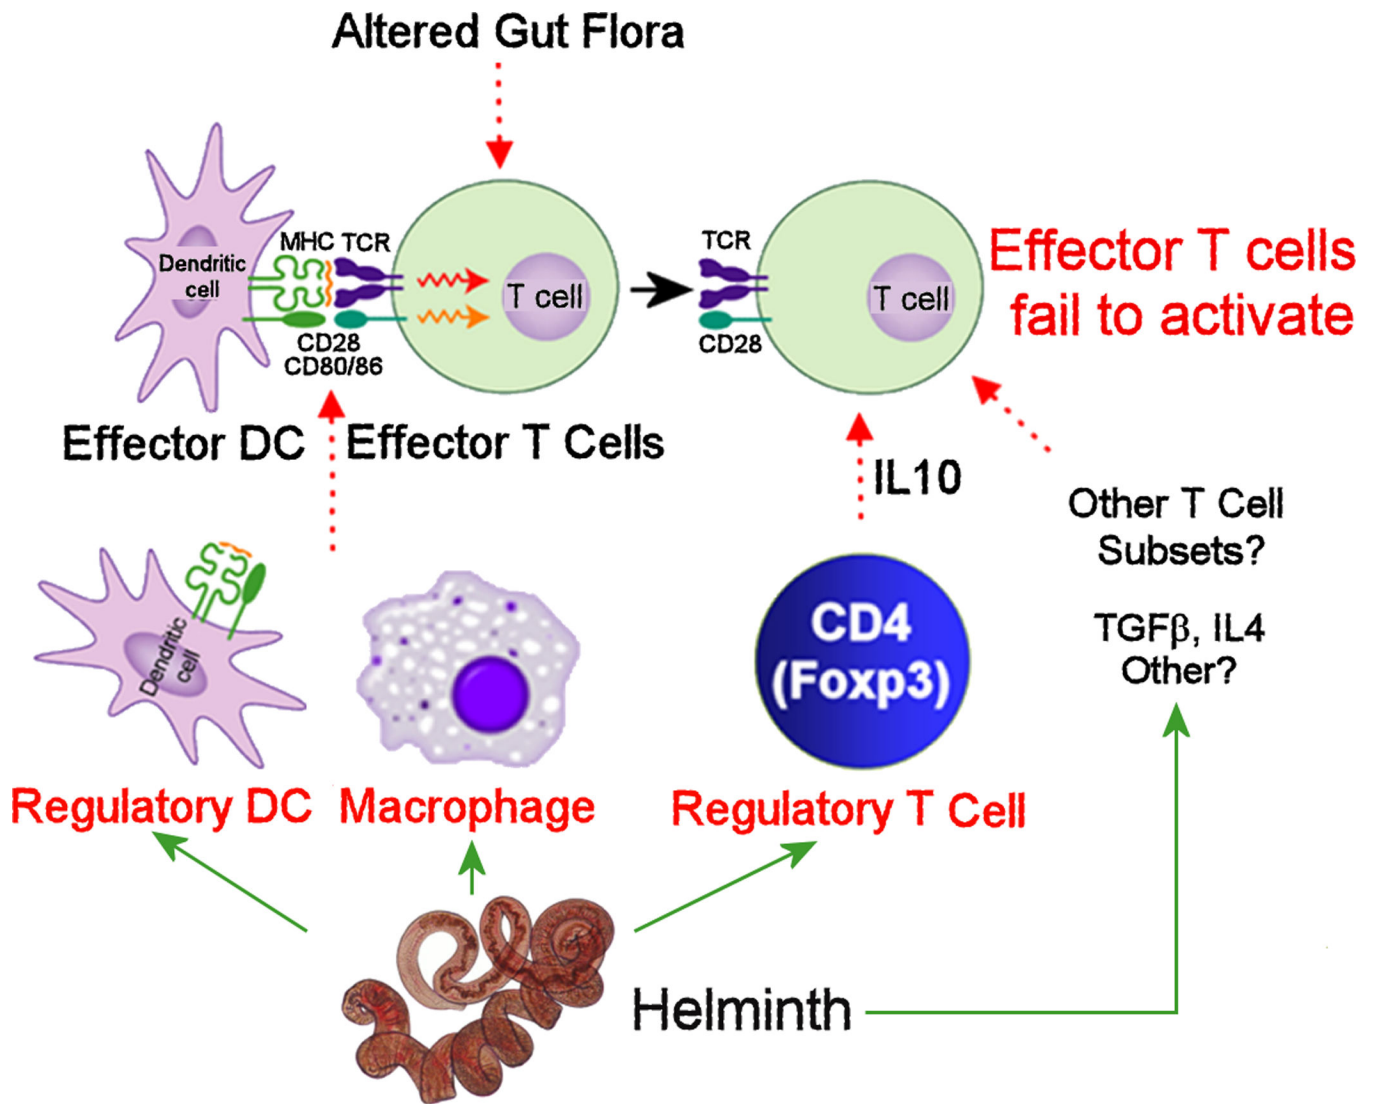 Altered Gut Flora
MHC TCR
Dendritic
cell
T cell
CD28
CD80/86
TCR
T cell
CD28
Effector T cells
fail to activate
Effector DC
Effector T Cells
IL10
Other T Cell
Subsets?
TGFβ, IL4
Other?
Dendritic
cell
CD4
(Foxp3)
Regulatory DC
Macrophage
Regulatory T Cell
Helminth